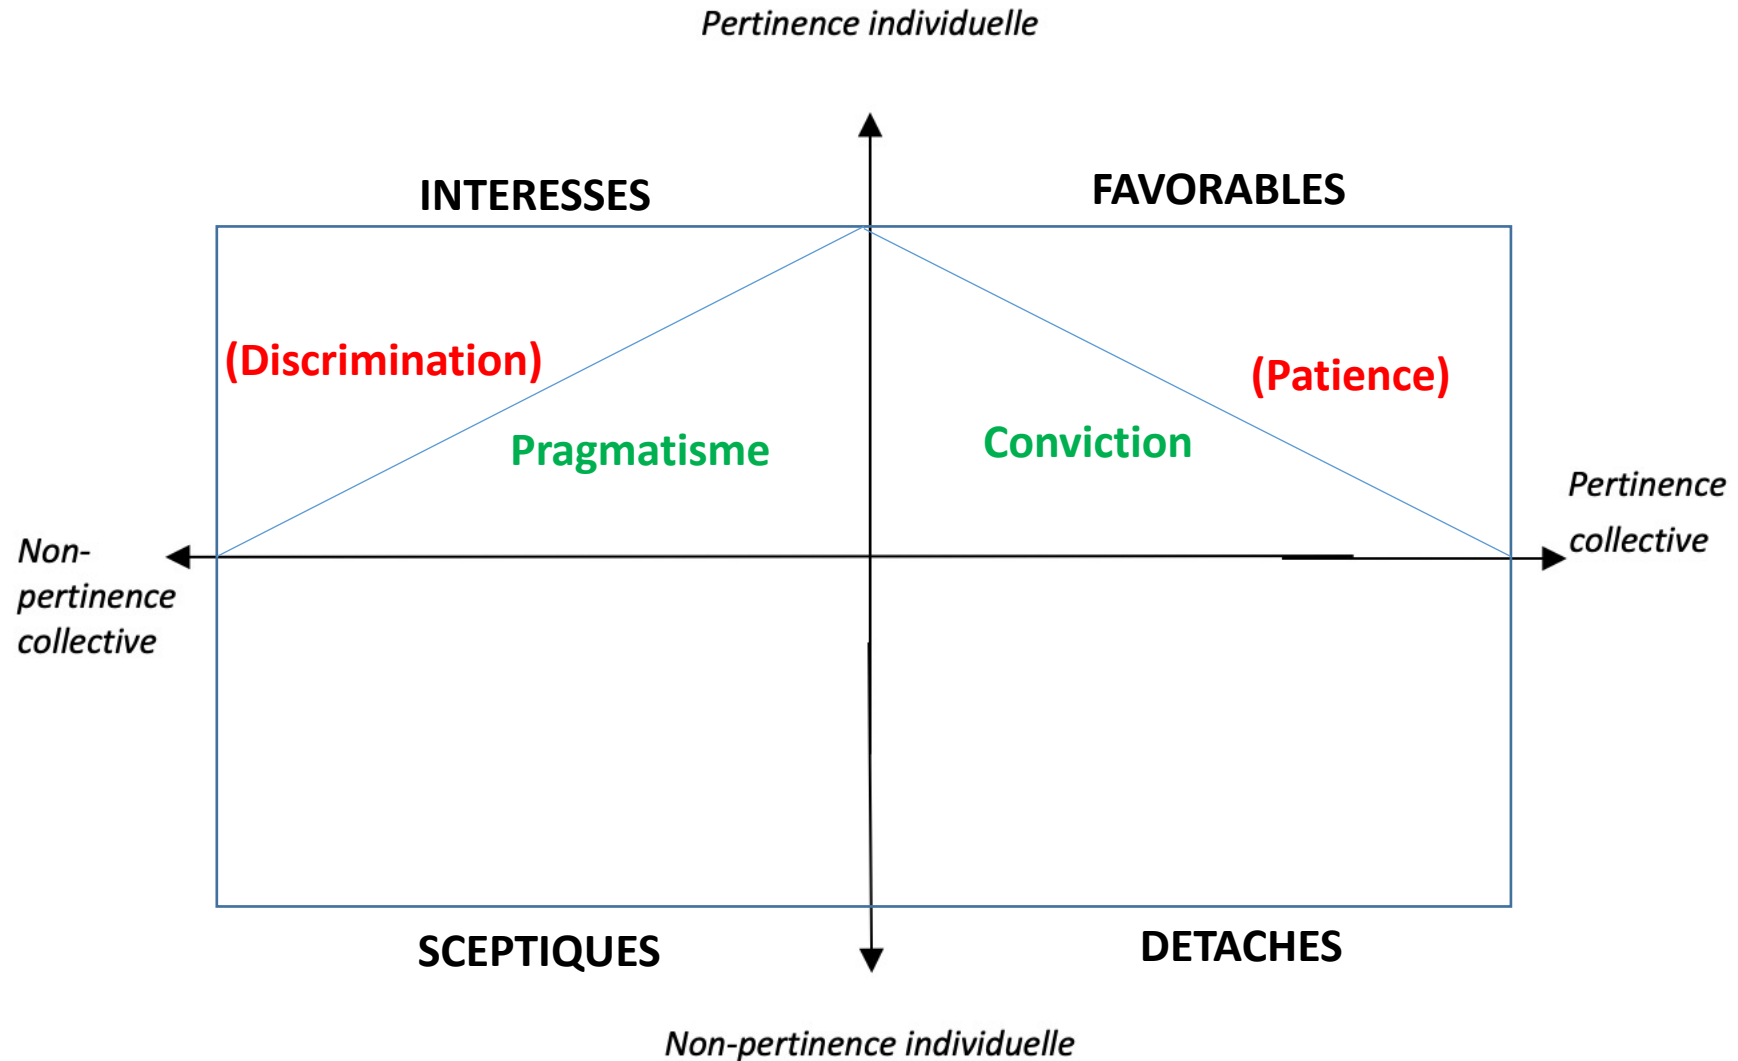 Pertinence individuelle
INTERESSES
FAVORABLES
(Discrimination)
(Patience)
Pragmatisme
Conviction
Pertinence
collective
Non-
pertinence
collective
SCEPTIQUES
DETACHES
Non-pertinence individuelle